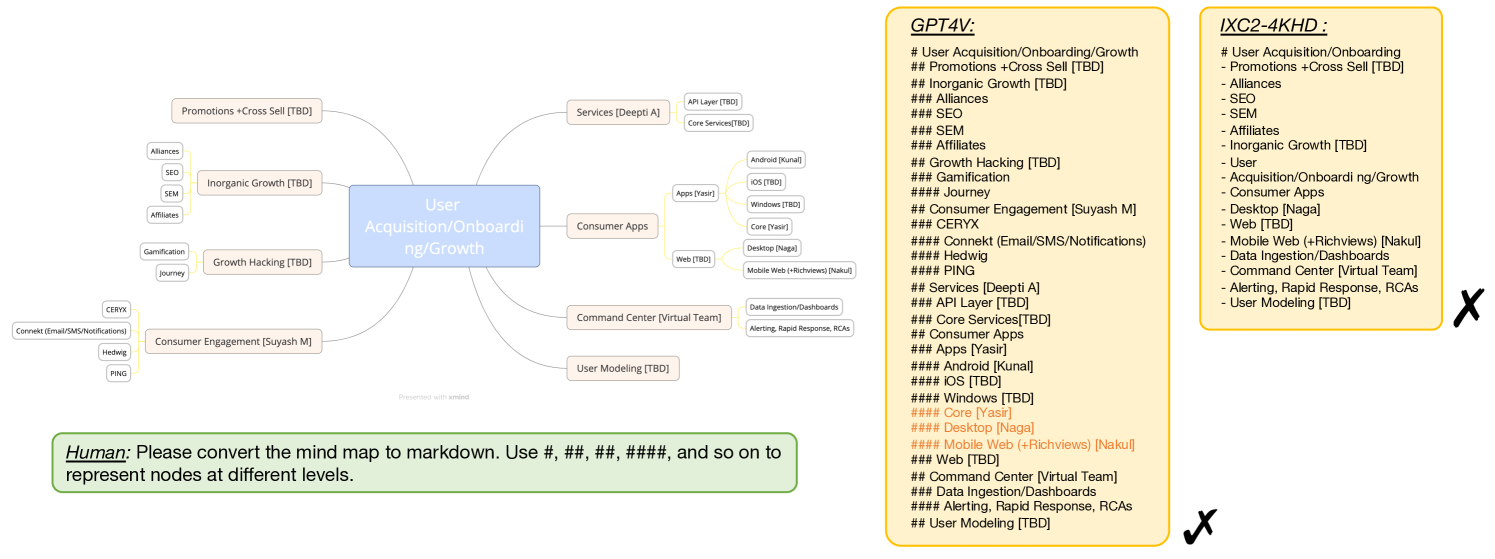 Promotions +Cross Sell [TBD]
Alliances
SEO
SEM
Affiliates
Inorganic Growth [TBD]
Gamification
Journey
Growth Hacking [TBD]
CERYX
Connekt (Email/SMS/Notifications)
Hedwig
PING
Consumer Engagement [Suyash M]
User
Acquisition/Onboardi
ng/Growth
Services [Deepti A]
API Layer [TBD]
Core Services[TBD]
Consumer Apps
Apps [Yasir]
Android [Kunal]
iOS [TBD]
Windows [TBD]
Core [Yasir]
Web [TBD]
Desktop [Naga]
Mobile Web (+Richviews) [Nakul]
Command Center [Virtual Team]
Data Ingestion/Dashboards
Alerting, Rapid Response, RCAs
User Modeling [TBD]
Presented with xmind
Human: Please convert the mind map to markdown. Use #, ##, ##, ####, and so on to
represent nodes at different levels.
GPT4V:
# User Acquisition/Onboarding/Growth
## Promotions +Cross Sell [TBD]
## Inorganic Growth [TBD]
### Alliances
### SEO
### SEM
### Affiliates
## Growth Hacking [TBD]
### Gamification
#### Journey
## Consumer Engagement [Suyash M]
### CERYX
#### Connekt (Email/SMS/Notifications)
#### Hedwig
#### PING
## Services [Deepti A]
### API Layer [TBD]
### Core Services[TBD]
## Consumer Apps
### Apps [Yasir]
#### Android [Kunal]
#### iOS [TBD]
#### Windows [TBD]
#### Core [Yasir]
#### Desktop [Naga]
#### Mobile Web (+Richviews) [Nakul]
### Web [TBD]
## Command Center [Virtual Team]
### Data Ingestion/Dashboards
#### Alerting, Rapid Response, RCAs
## User Modeling [TBD]
✓
IXC2-4KHD :
# User Acquisition/Onboarding
- Promotions +Cross Sell [TBD]
- Alliances
- SEO
- SEM
- Affiliates
- Inorganic Growth [TBD]
- User
- Acquisition/Onboardi ng/Growth
- Consumer Apps
- Desktop [Naga]
- Web [TBD]
- Mobile Web (+Richviews) [Nakul]
- Data Ingestion/Dashboards
- Command Center [Virtual Team]
- Alerting, Rapid Response, RCAs
- User Modeling [TBD]
✗